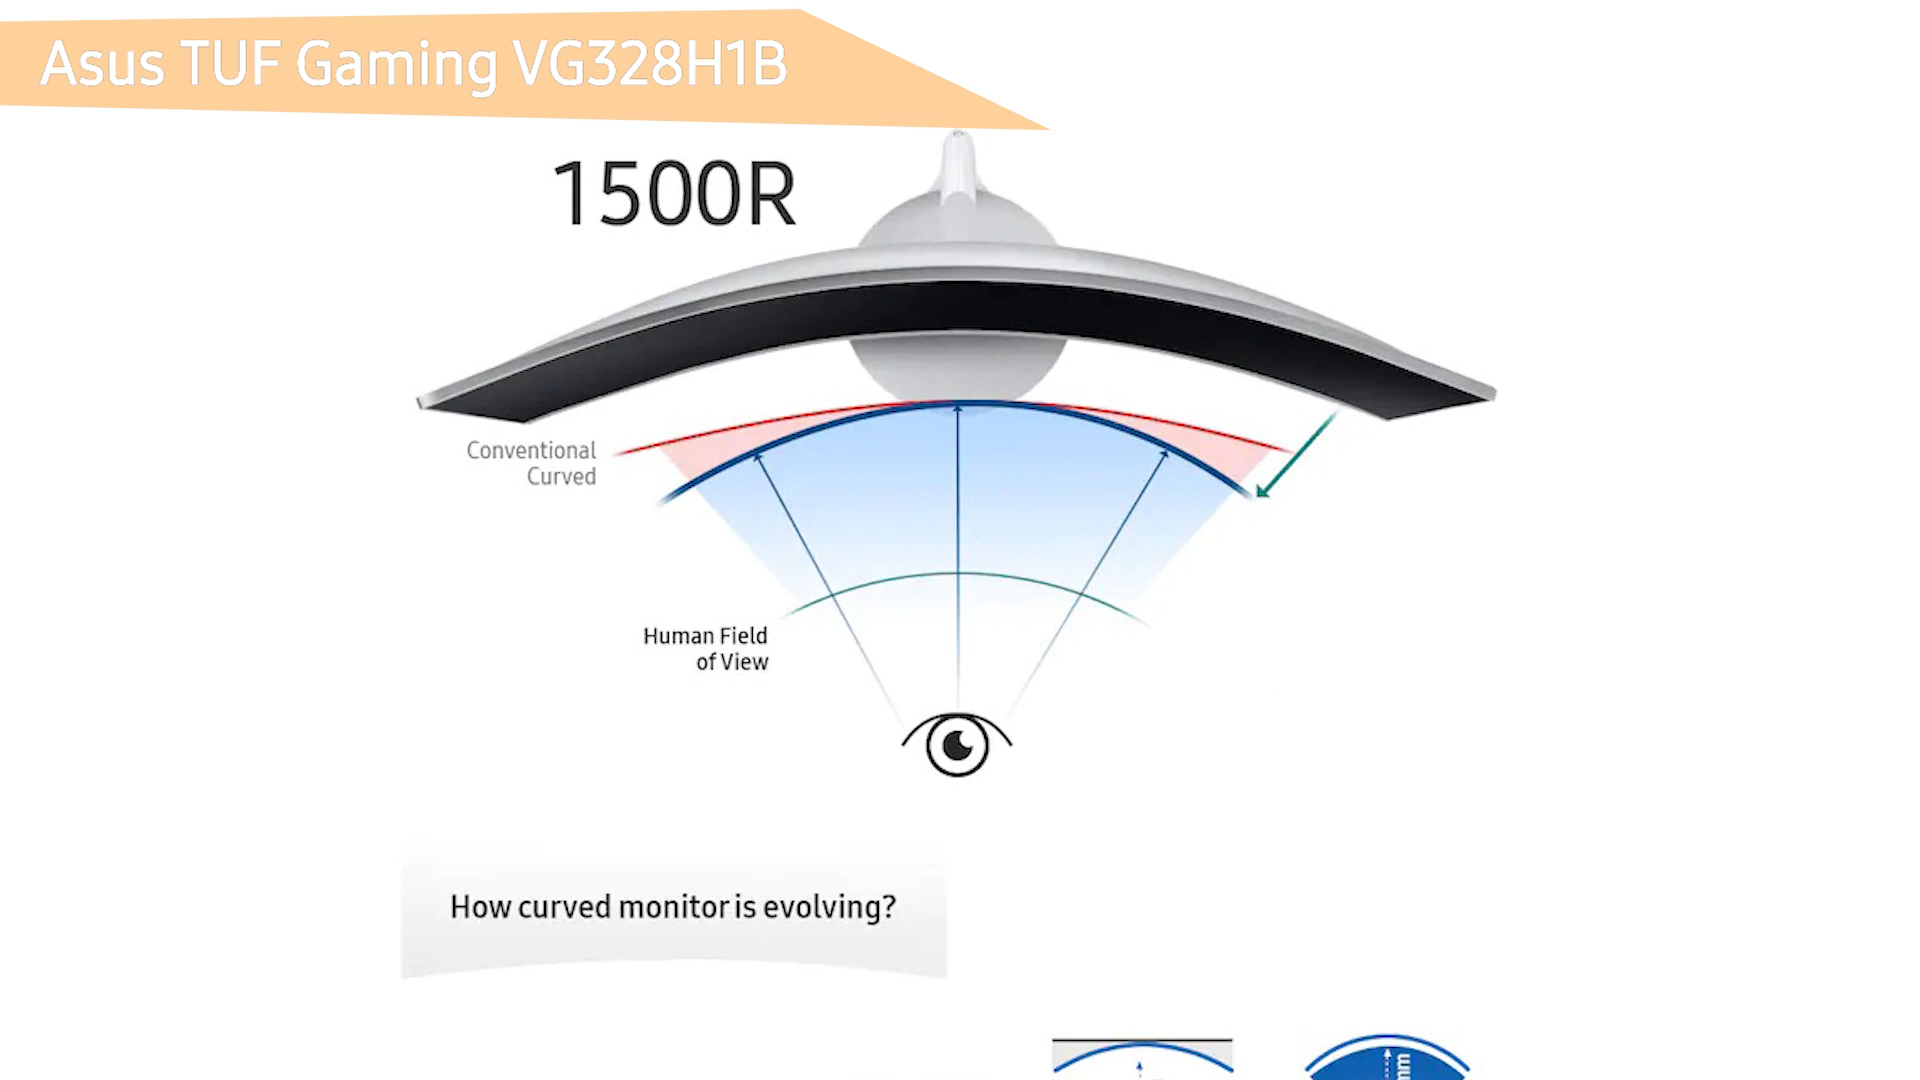 Asus TUF Gaming VG328H1B
1500R
Conventional
Curved
Human Field
of View
How curved monitor is evolving?